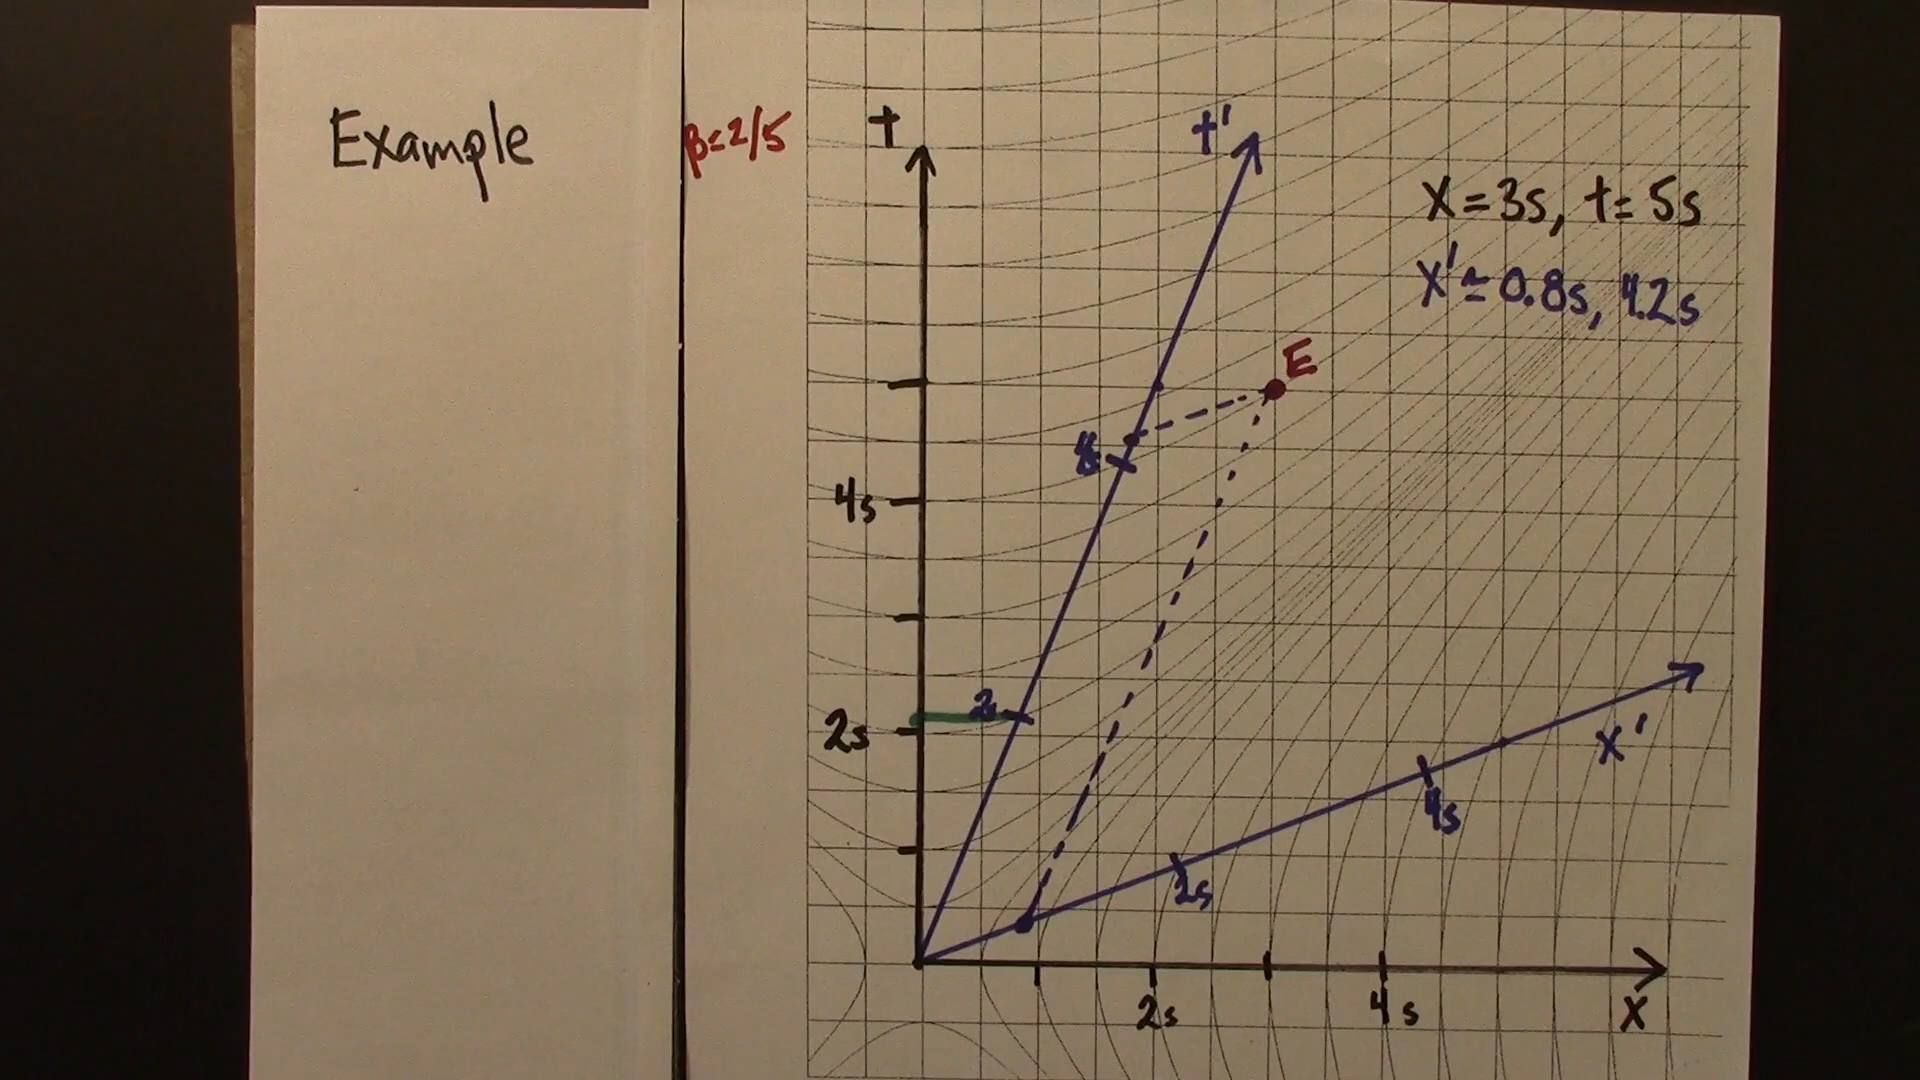 Example
β=2/5
t
t'
x=3s, t=5s
x'≃0.8s, 4.2s
E
4s
2s
2
x'
4s
2s
2s
4s
x